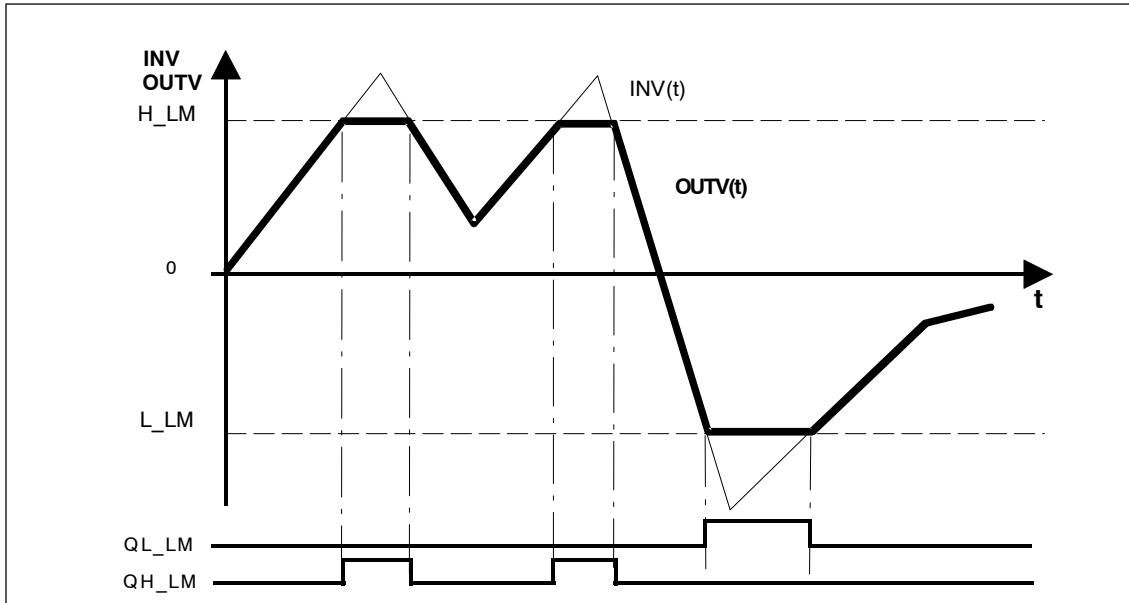 INV
OUTV
H_LM
INV(t)
OUTV(t)
0
t
L_LM
QL_LM
QH_LM